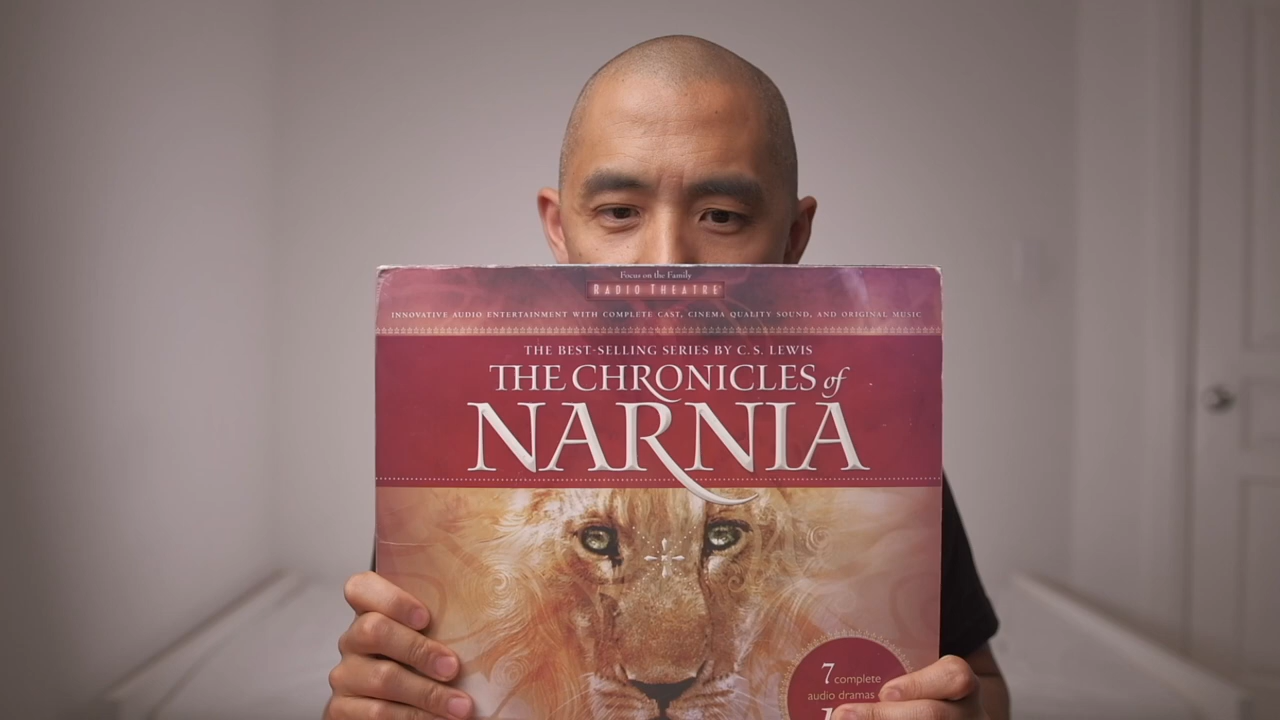 Focus on the Family
RADIO THEATRE
INNOVATIVE AUDIO ENTERTAINMENT WITH COMPLETE CAST, CINEMA QUALITY SOUND, AND ORIGINAL MUSIC
THE BEST-SELLING SERIES BY C. S. LEWIS
THE CHRONICLES of
NARNIA
7 complete
audio dramas